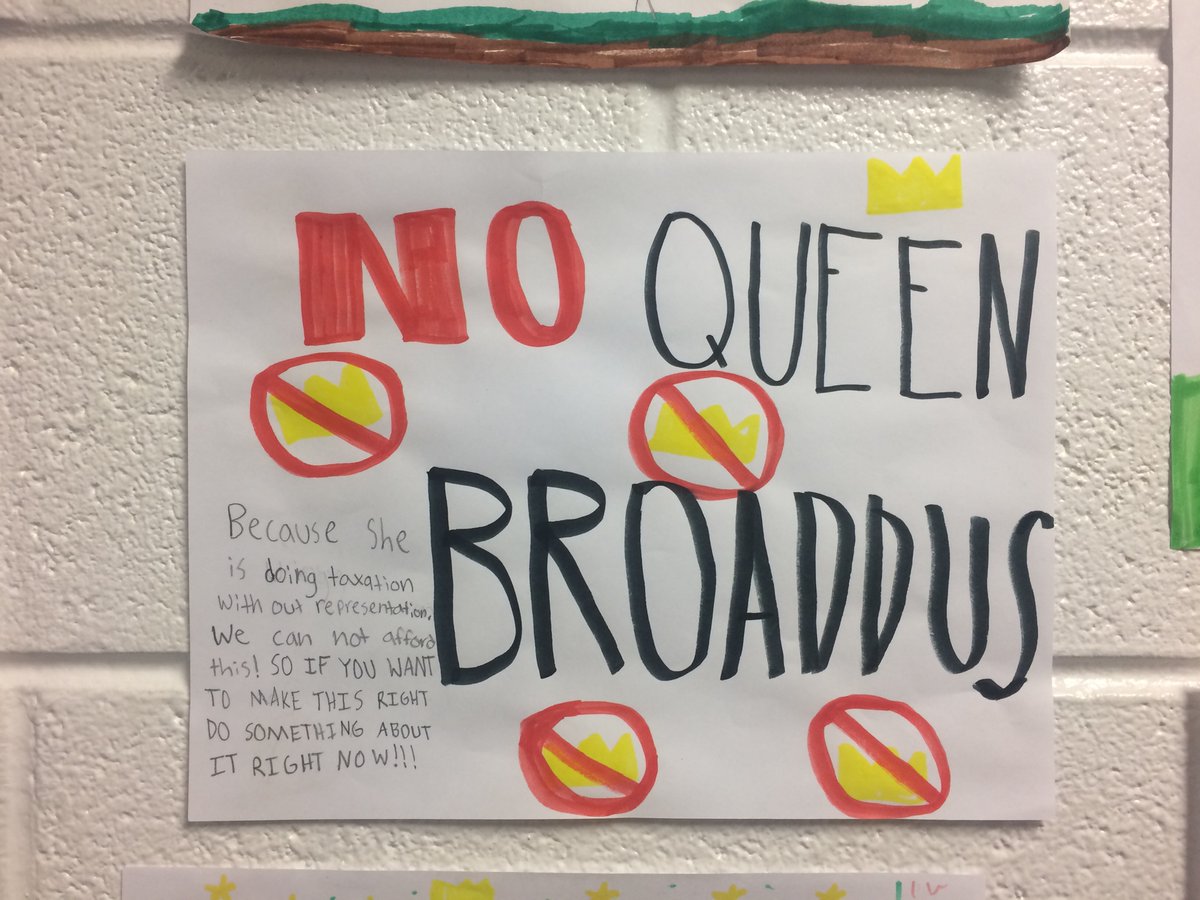 NO QUEEN
BROADDUS
Because She
is doing taxation
with out representation.
We can not afford
this! SO IF YOU WANT
TO MAKE THIS RIGHT
DO SOMETHING ABOUT
IT RIGHT NOW!!!